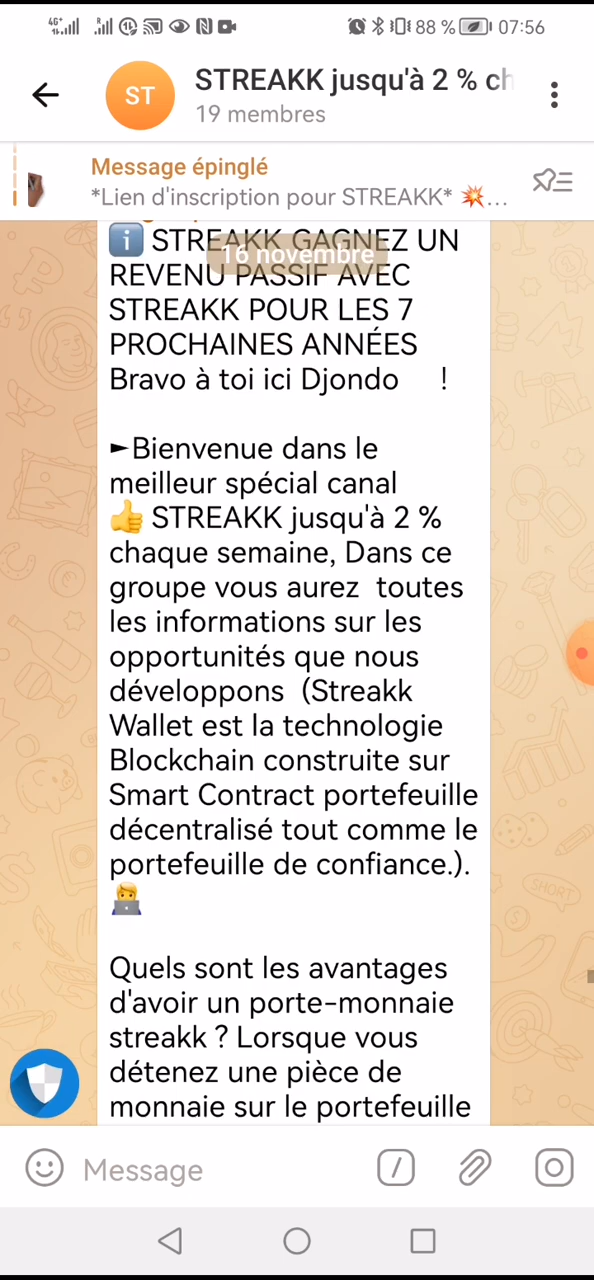 4G+ R 88 % 07:56
ST
STREAKK jusqu'à 2 % ch
19 membres
Message épinglé
*Lien d'inscription pour STREAKK* 💥...
16 novembre
ℹ️ STREAKK GAGNEZ UN
REVENU PASSIF AVEC
STREAKK POUR LES 7
PROCHAINES ANNÉES
Bravo à toi ici Djondo !
►Bienvenue dans le
meilleur spécial canal
👍 STREAKK jusqu'à 2 %
chaque semaine, Dans ce
groupe vous aurez toutes
les informations sur les
opportunités que nous
développons (Streakk
Wallet est la technologie
Blockchain construite sur
Smart Contract portefeuille
décentralisé tout comme le
portefeuille de confiance.).
👨‍💻
Quels sont les avantages
d'avoir un porte-monnaie
streakk ? Lorsque vous
détenez une pièce de
monnaie sur le portefeuille
SHORT
Message